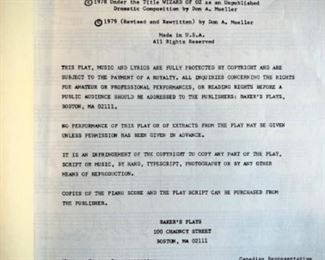 © 1978 Under the Title WIZARD OF OZ as an Unpublished
Dramatic Composition by Don A. Mueller
© 1979 (Revised and Rewritten) by Don A. Mueller
Made in U.S.A.
All Rights Reserved
THIS PLAY, MUSIC AND LYRICS ARE FULLY PROTECTED BY COPYRIGHT AND ARE
SUBJECT TO THE PAYMENT OF A ROYALTY. ALL INQUIRIES CONCERNING THE RIGHTS
FOR AMATEUR OR PROFESSIONAL PERFORMANCES, OR READING RIGHTS BEFORE A
PUBLIC AUDIENCE SHOULD BE ADDRESSED TO THE PUBLISHERS: BAKER'S PLAYS,
BOSTON, MA 02111.
NO PERFORMANCE OF THIS PLAY OR OF EXTRACTS FROM THE PLAY MAY BE GIVEN
UNLESS PERMISSION HAS BEEN GIVEN IN ADVANCE.
IT IS AN INFRINGEMENT OF THE COPYRIGHT TO COPY ANY PART OF THE PLAY,
SCRIPT OR MUSIC, BY HAND, TYPESCRIPT, PHOTOGRAPHY OR BY ANY OTHER
MEANS OF REPRODUCTION.
COPIES OF THE PIANO SCORE AND THE PLAY SCRIPT CAN BE PURCHASED FROM
THE PUBLISHER.
BAKER'S PLAYS
100 CHAUNCY STREET
BOSTON, MA 02111
Canadian Representative